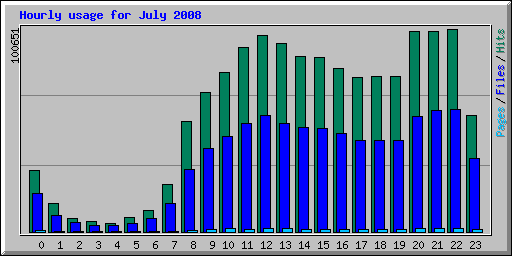 Hourly usage for July 2008
100651
Pages / Files / Hits
0 1 2 3 4 5 6 7 8 9 10 11 12 13 14 15 16 17 18 19 20 21 22 23